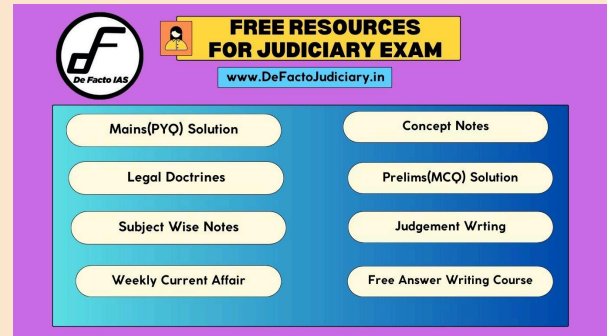 De Facto IAS
FREE RESOURCES
FOR JUDICIARY EXAM
www.DeFactoJudiciary.in
Mains(PYQ) Solution
Concept Notes
Legal Doctrines
Prelims(MCQ) Solution
Subject Wise Notes
Judgement Wrting
Weekly Current Affair
Free Answer Writing Course